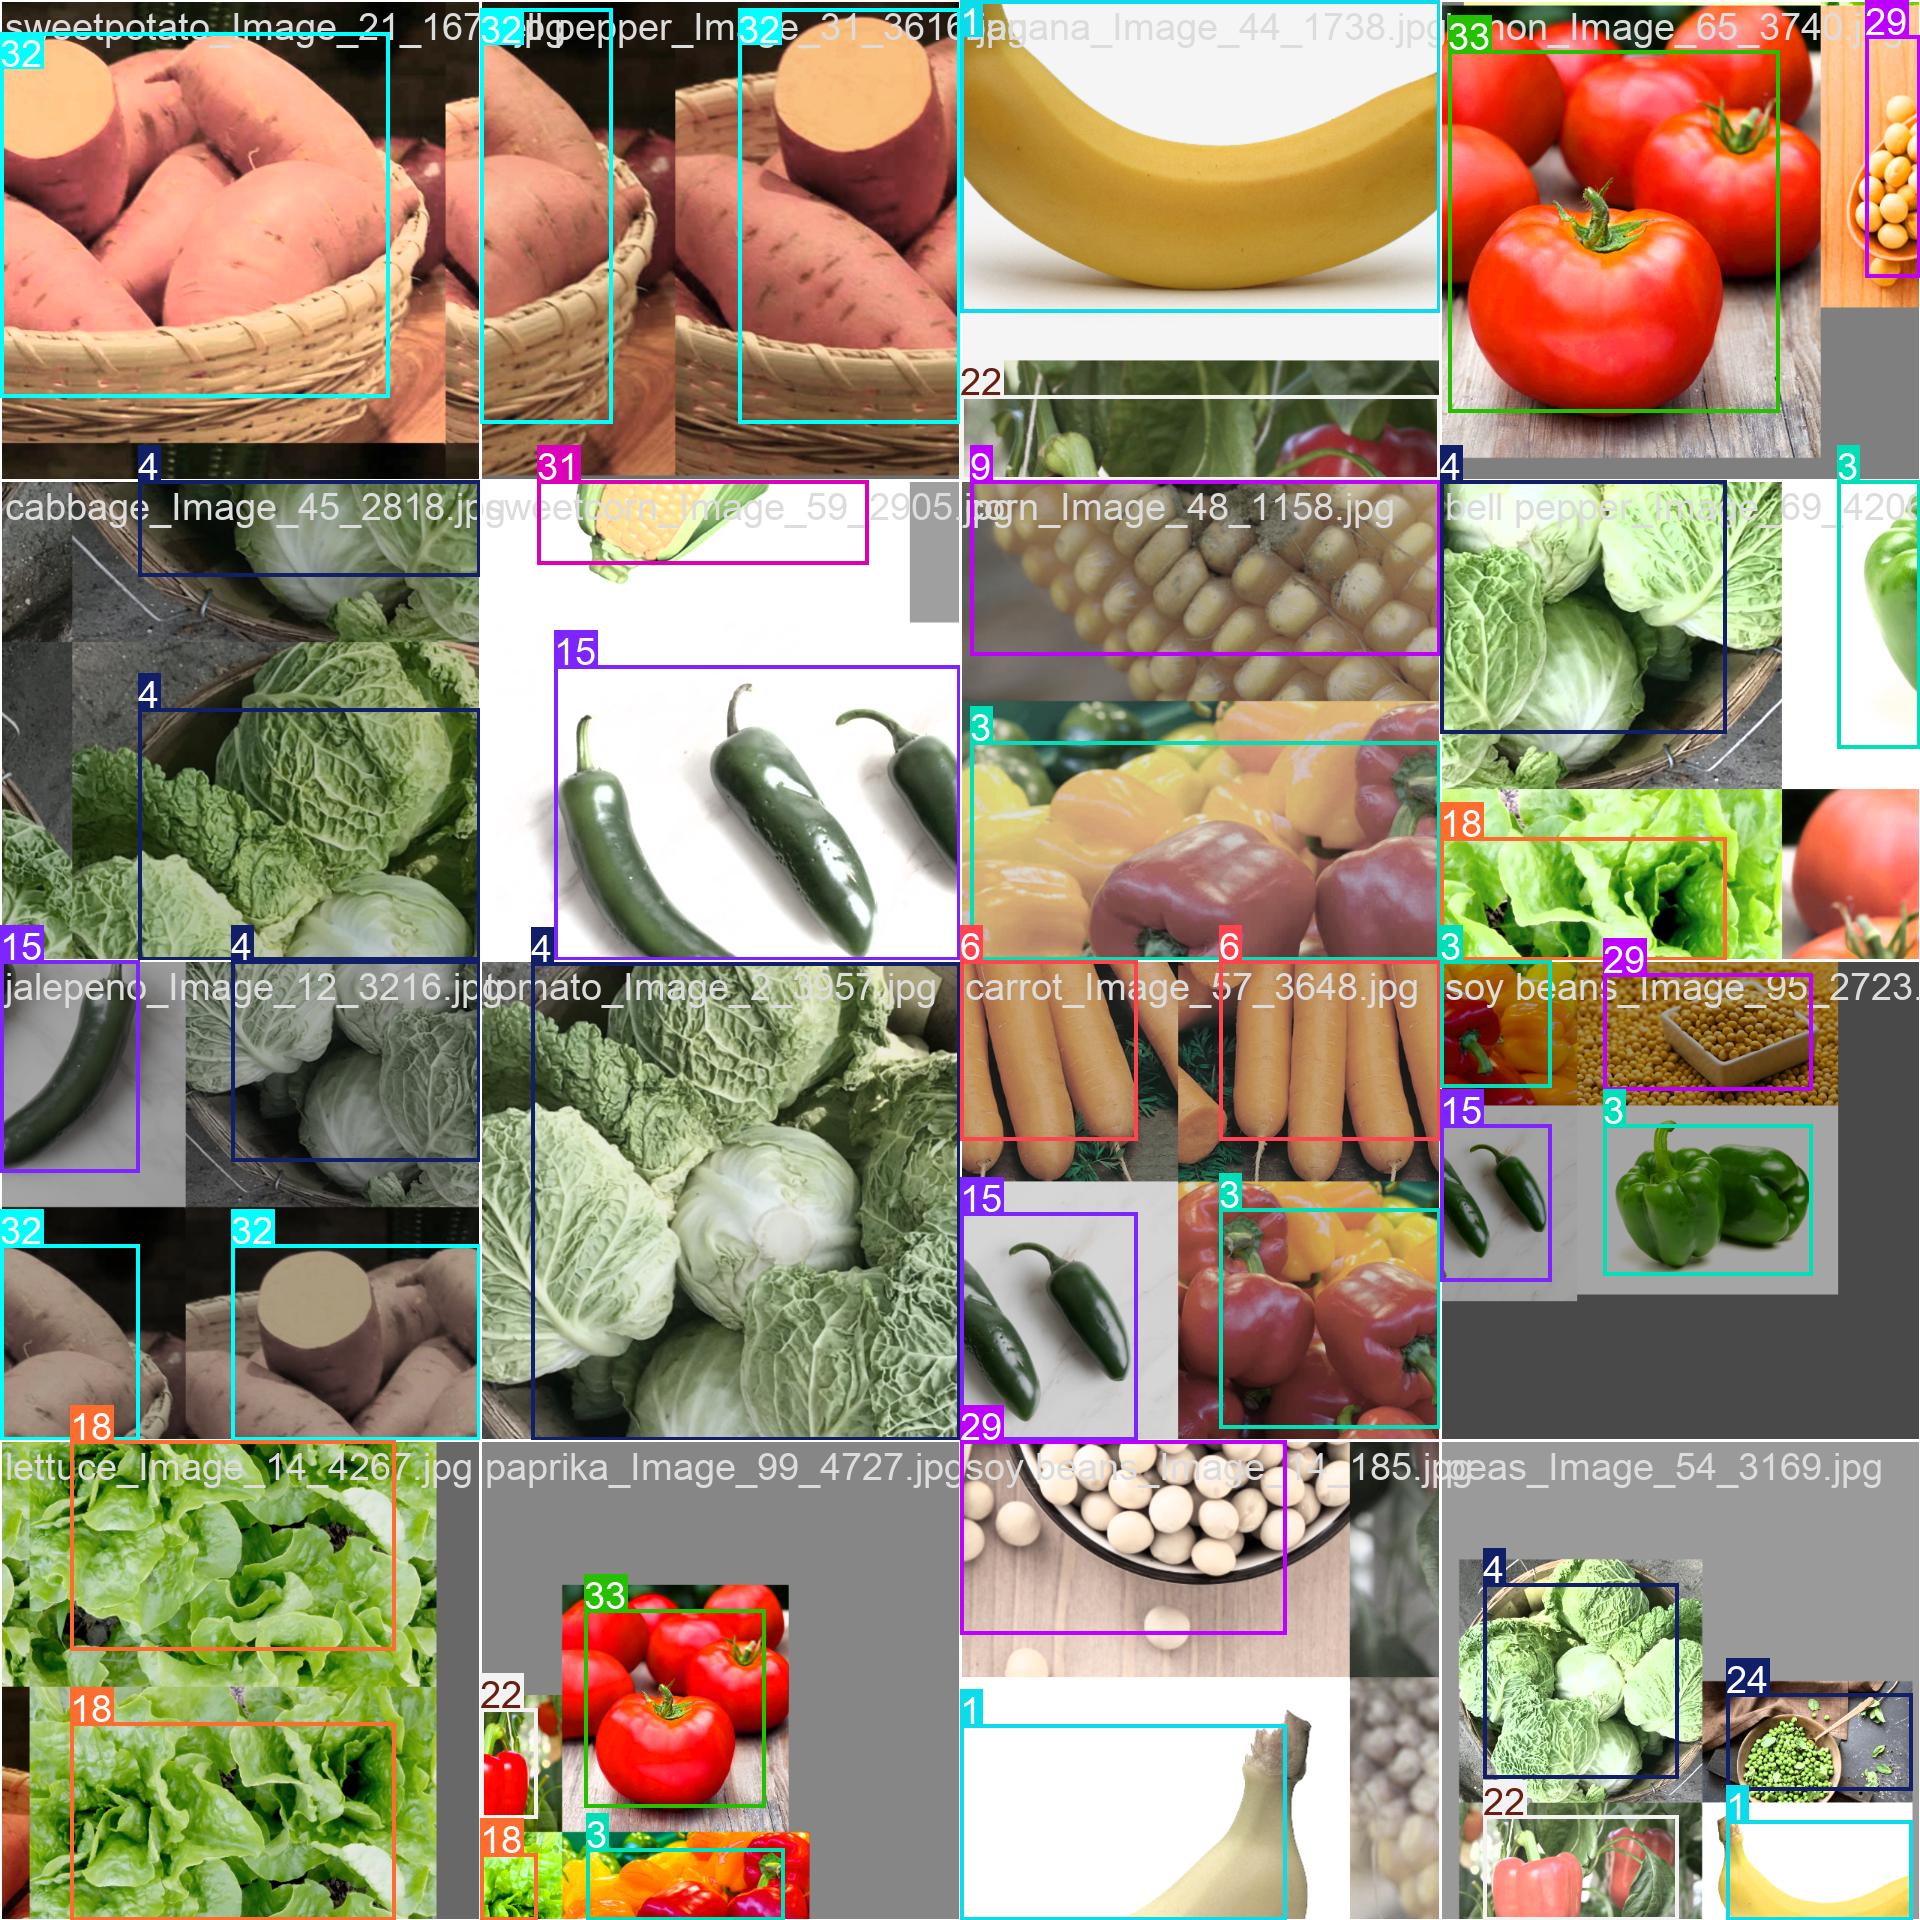 sweetpotato_Image_21_167
bell pepper_Image_31_3616.jpg
banana_Image_44_1738.jpg
lemon_Image_65_3740.jpg
32
32
32
1
33
29
22
4
31
9
4
3
cabbage_Image_45_2818.jpg
sweetcorn_Image_59_2905.jpg
corn_Image_48_1158.jpg
bell pepper_Image_69_4206
4
15
3
18
15
4
4
6
6
3
29
jalepeno_Image_12_3216.jpg
tomato_Image_2_3957.jpg
carrot_Image_57_3648.jpg
soy beans_Image_95_2723.
15
3
15
3
32
32
18
29
lettuce_Image_14_4267.jpg
paprika_Image_99_4727.jpg
soy beans_Image_14_185.jpg
peas_Image_54_3169.jpg
4
33
24
22
18
1
22
1
18
3